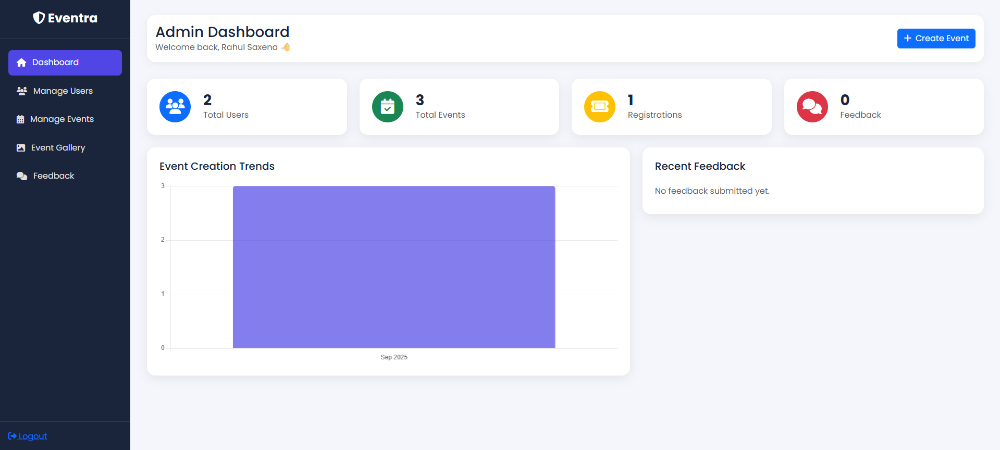 Eventra
Dashboard
Manage Users
Manage Events
Event Gallery
Feedback
Logout
Admin Dashboard
Welcome back, Rahul Saxena 👋
Create Event
2
Total Users
3
Total Events
1
Registrations
0
Feedback
Event Creation Trends
3
2
1
0
Sep 2025
Recent Feedback
No feedback submitted yet.